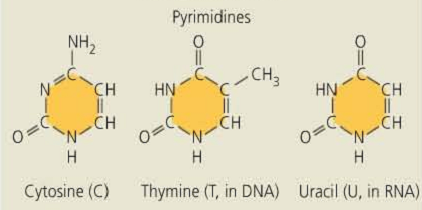 Pyrimidines
NH2
C
N
CH
CH
C
O
N
H
Cytosine (C)
O
C
HN
C
CH3
CH
C
O
N
H
Thymine (T, in DNA)
O
C
HN
CH
CH
C
O
N
H
Uracil (U, in RNA)